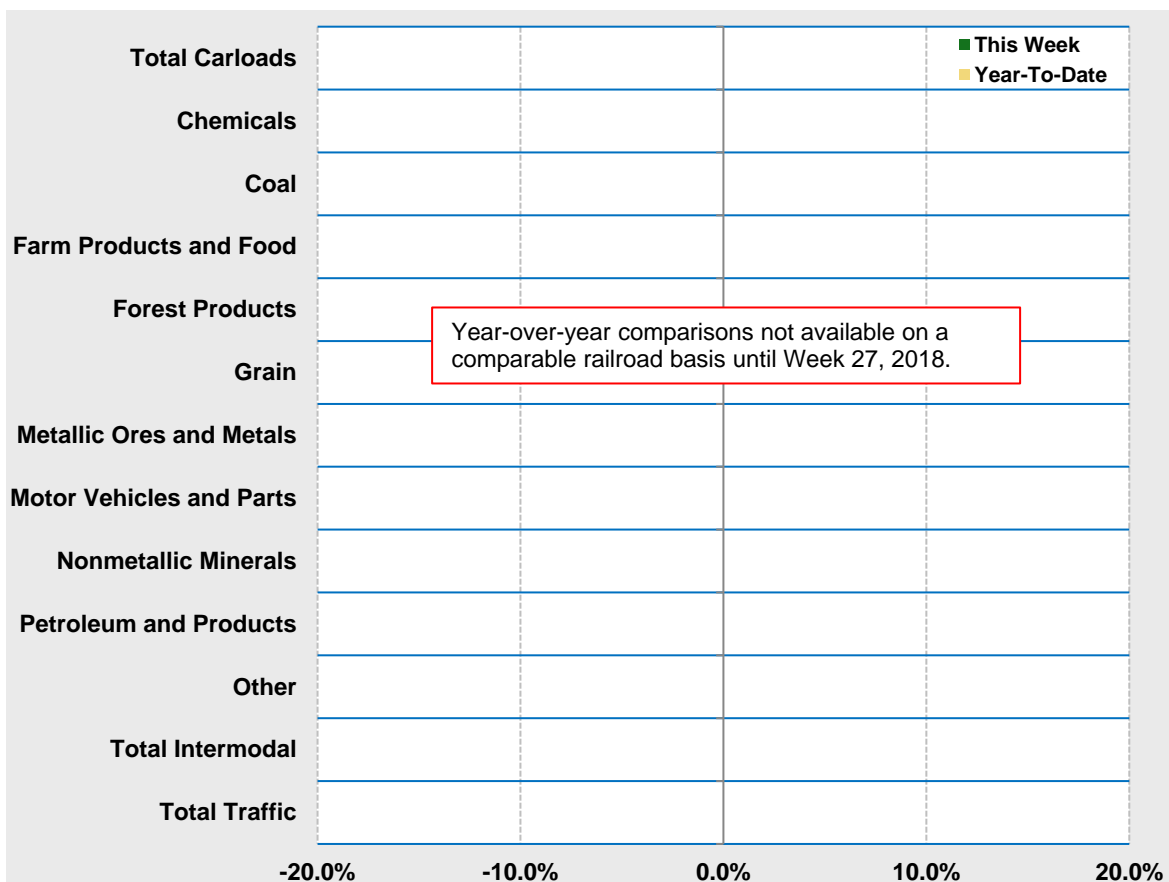 Total Carloads
Chemicals
Coal
Farm Products and Food
Forest Products
Grain
Metallic Ores and Metals
Motor Vehicles and Parts
Nonmetallic Minerals
Petroleum and Products
Other
Total Intermodal
Total Traffic
This Week
Year-To-Date
Year-over-year comparisons not available on a
comparable railroad basis until Week 27, 2018.
-20.0% -10.0% 0.0% 10.0% 20.0%